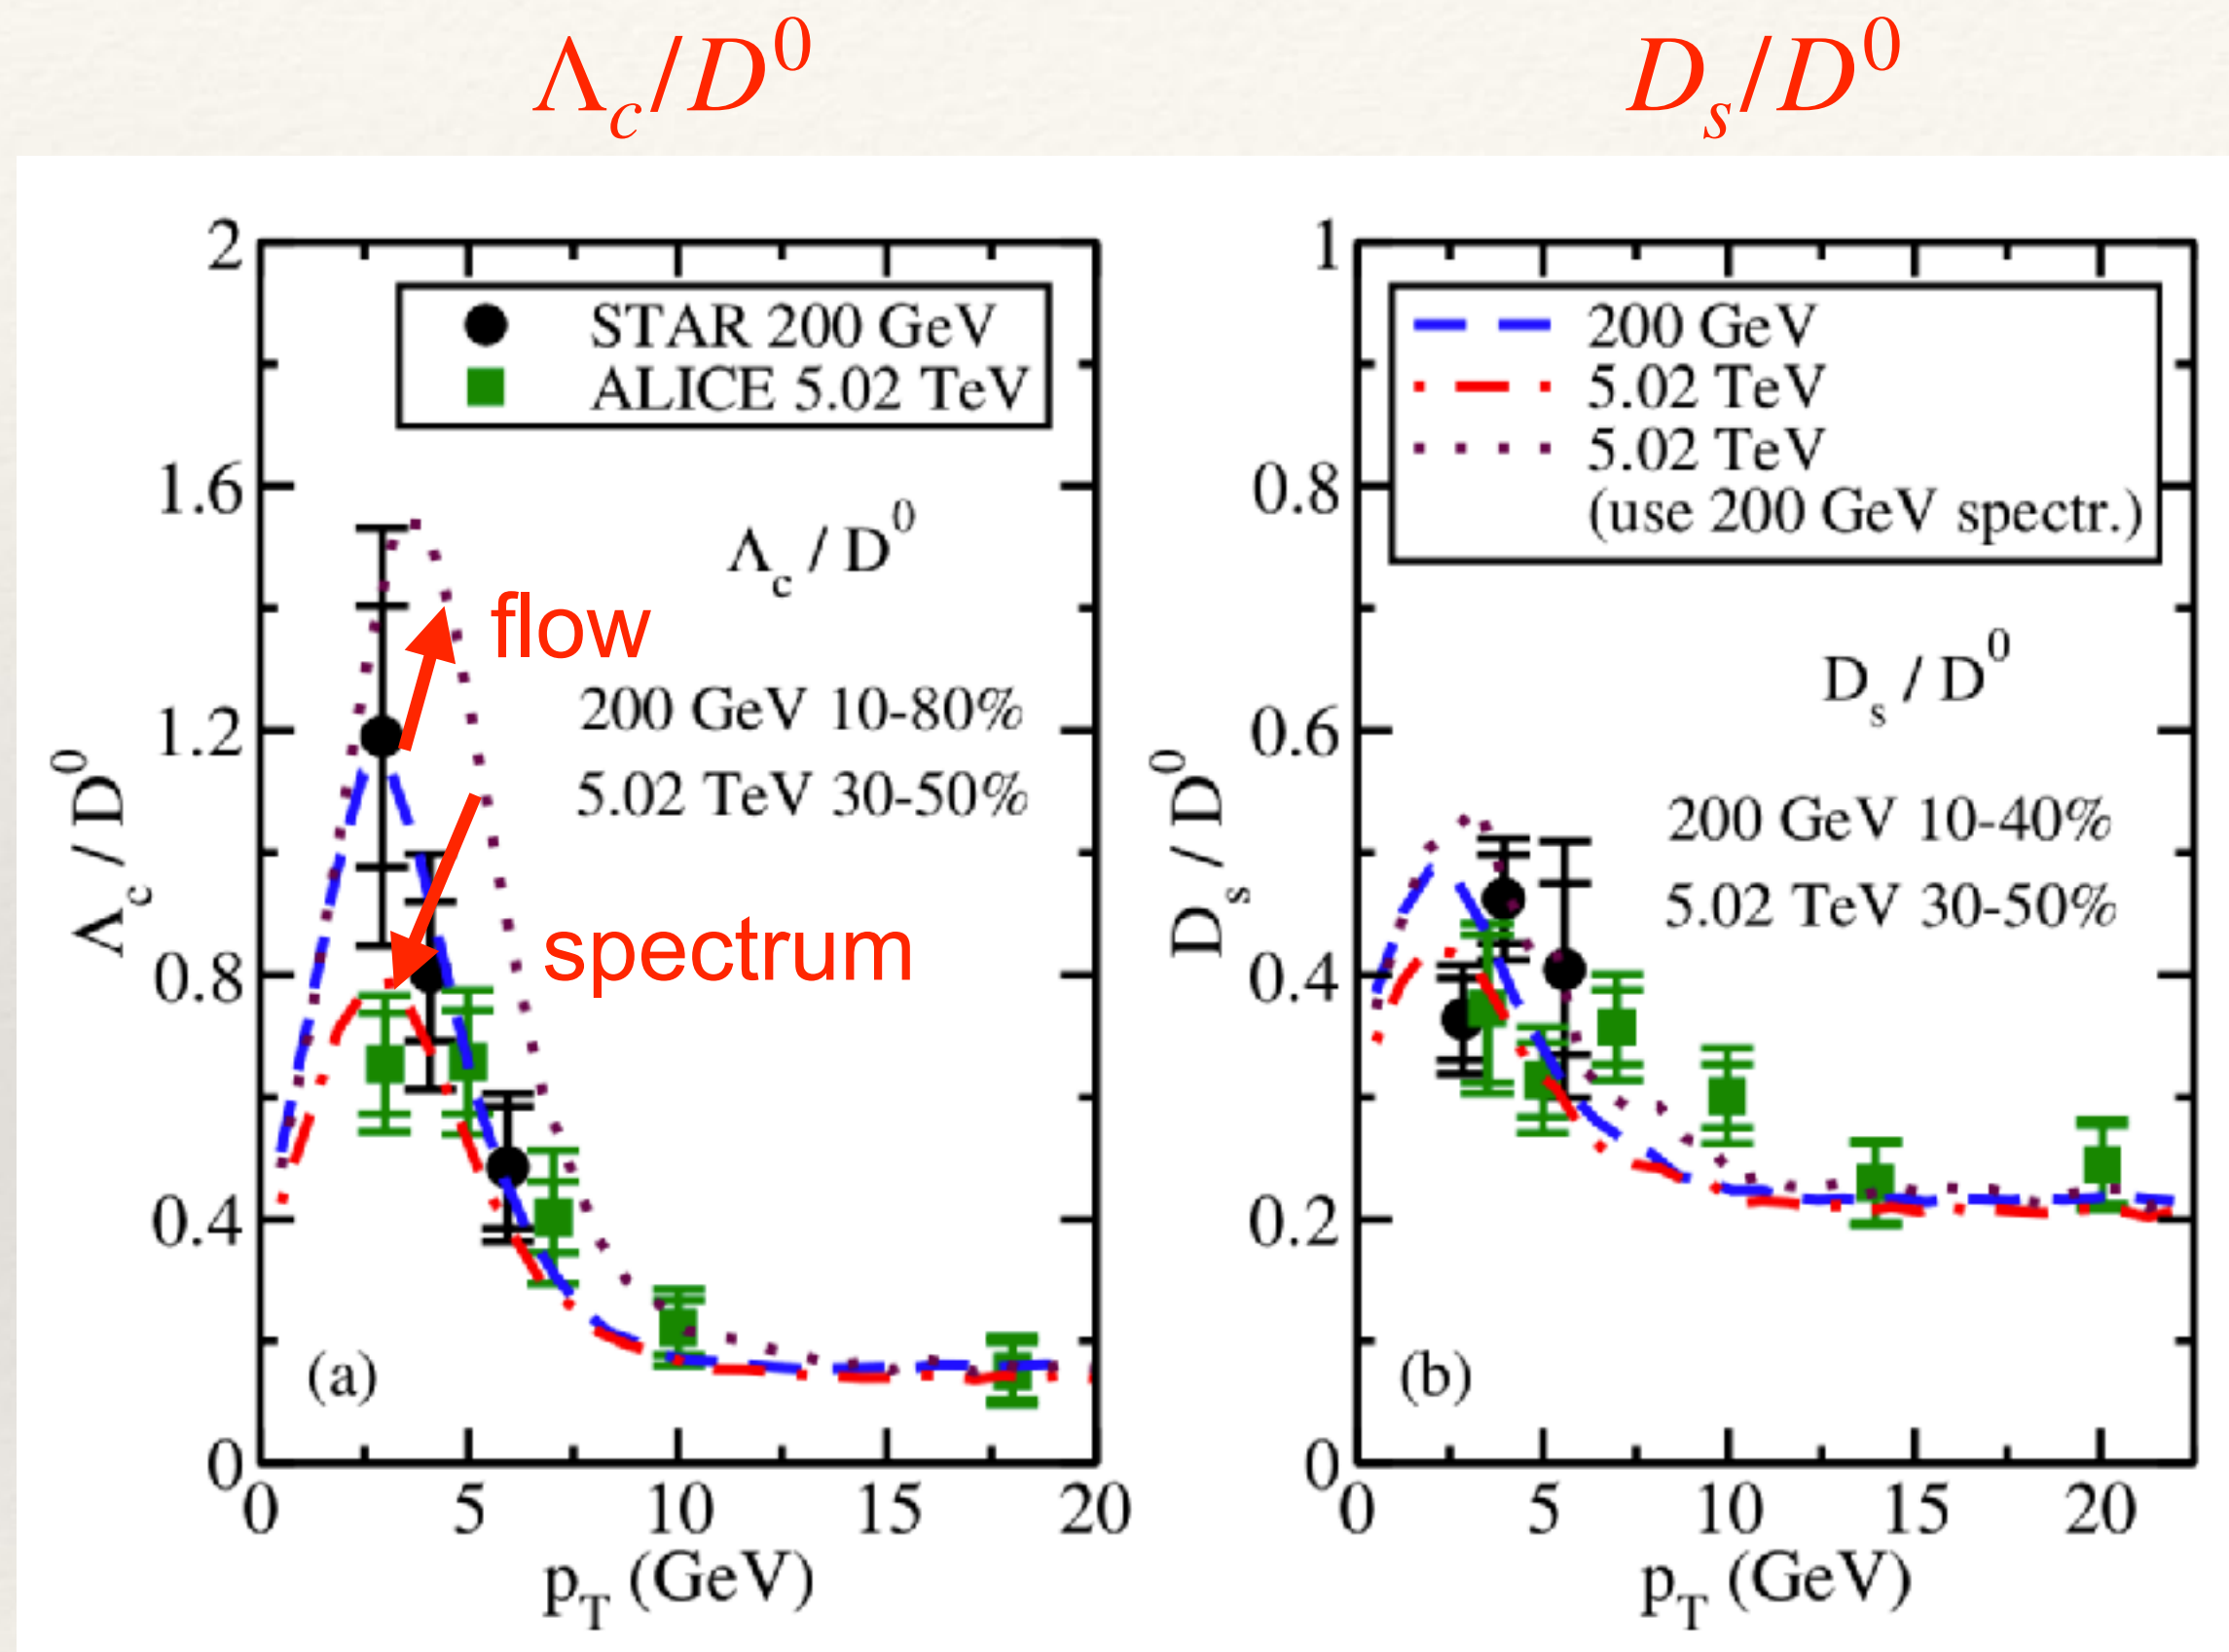 Λc/D⁰
Ds/D⁰
2
1.6
1.2
0.8
0.4
0
0
5
10
15
20
Λc / D⁰
pT (GeV)
STAR 200 GeV
ALICE 5.02 TeV
Λc / D⁰
flow
200 GeV 10-80%
5.02 TeV 30-50%
spectrum
(a)
1
0.8
0.6
0.4
0.2
0
0
5
10
15
20
Ds / D⁰
pT (GeV)
200 GeV
5.02 TeV
5.02 TeV
(use 200 GeV spectr.)
Ds / D⁰
200 GeV 10-40%
5.02 TeV 30-50%
(b)